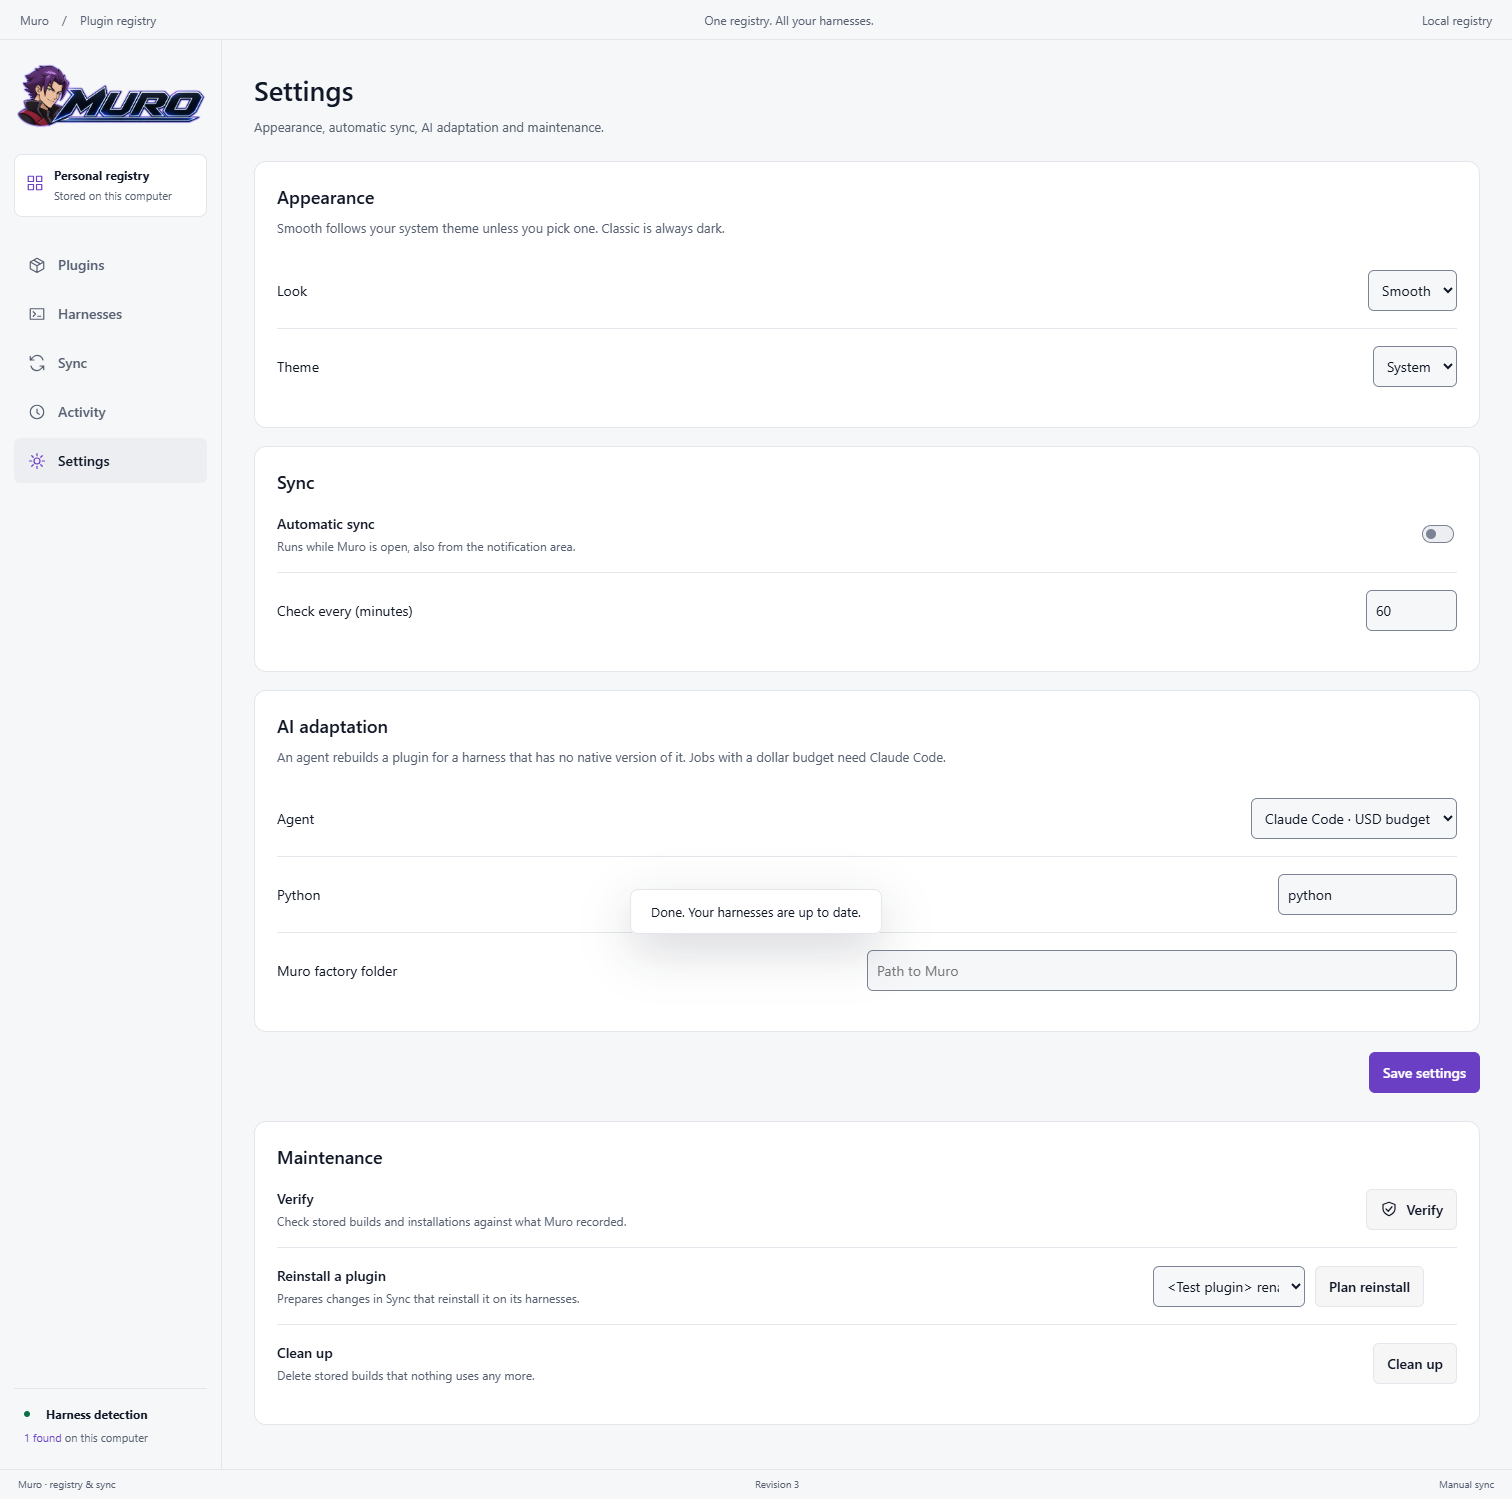 Muro / Plugin registry
One registry. All your harnesses.
Local registry
MURO
Personal registry
Stored on this computer
Plugins
Harnesses
Sync
Activity
Settings
Harness detection
1 found on this computer
Settings
Appearance, automatic sync, AI adaptation and maintenance.
Appearance
Smooth follows your system theme unless you pick one. Classic is always dark.
Look
Smooth
Theme
System
Sync
Automatic sync
Runs while Muro is open, also from the notification area.
Check every (minutes)
60
AI adaptation
An agent rebuilds a plugin for a harness that has no native version of it. Jobs with a dollar budget need Claude Code.
Agent
Claude Code · USD budget
Python
python
Done. Your harnesses are up to date.
Muro factory folder
Path to Muro
Save settings
Maintenance
Verify
Check stored builds and installations against what Muro recorded.
Verify
Reinstall a plugin
Prepares changes in Sync that reinstall it on its harnesses.
<Test plugin>
Plan reinstall
Clean up
Delete stored builds that nothing uses any more.
Clean up
Muro · registry & sync
Revision 3
Manual sync